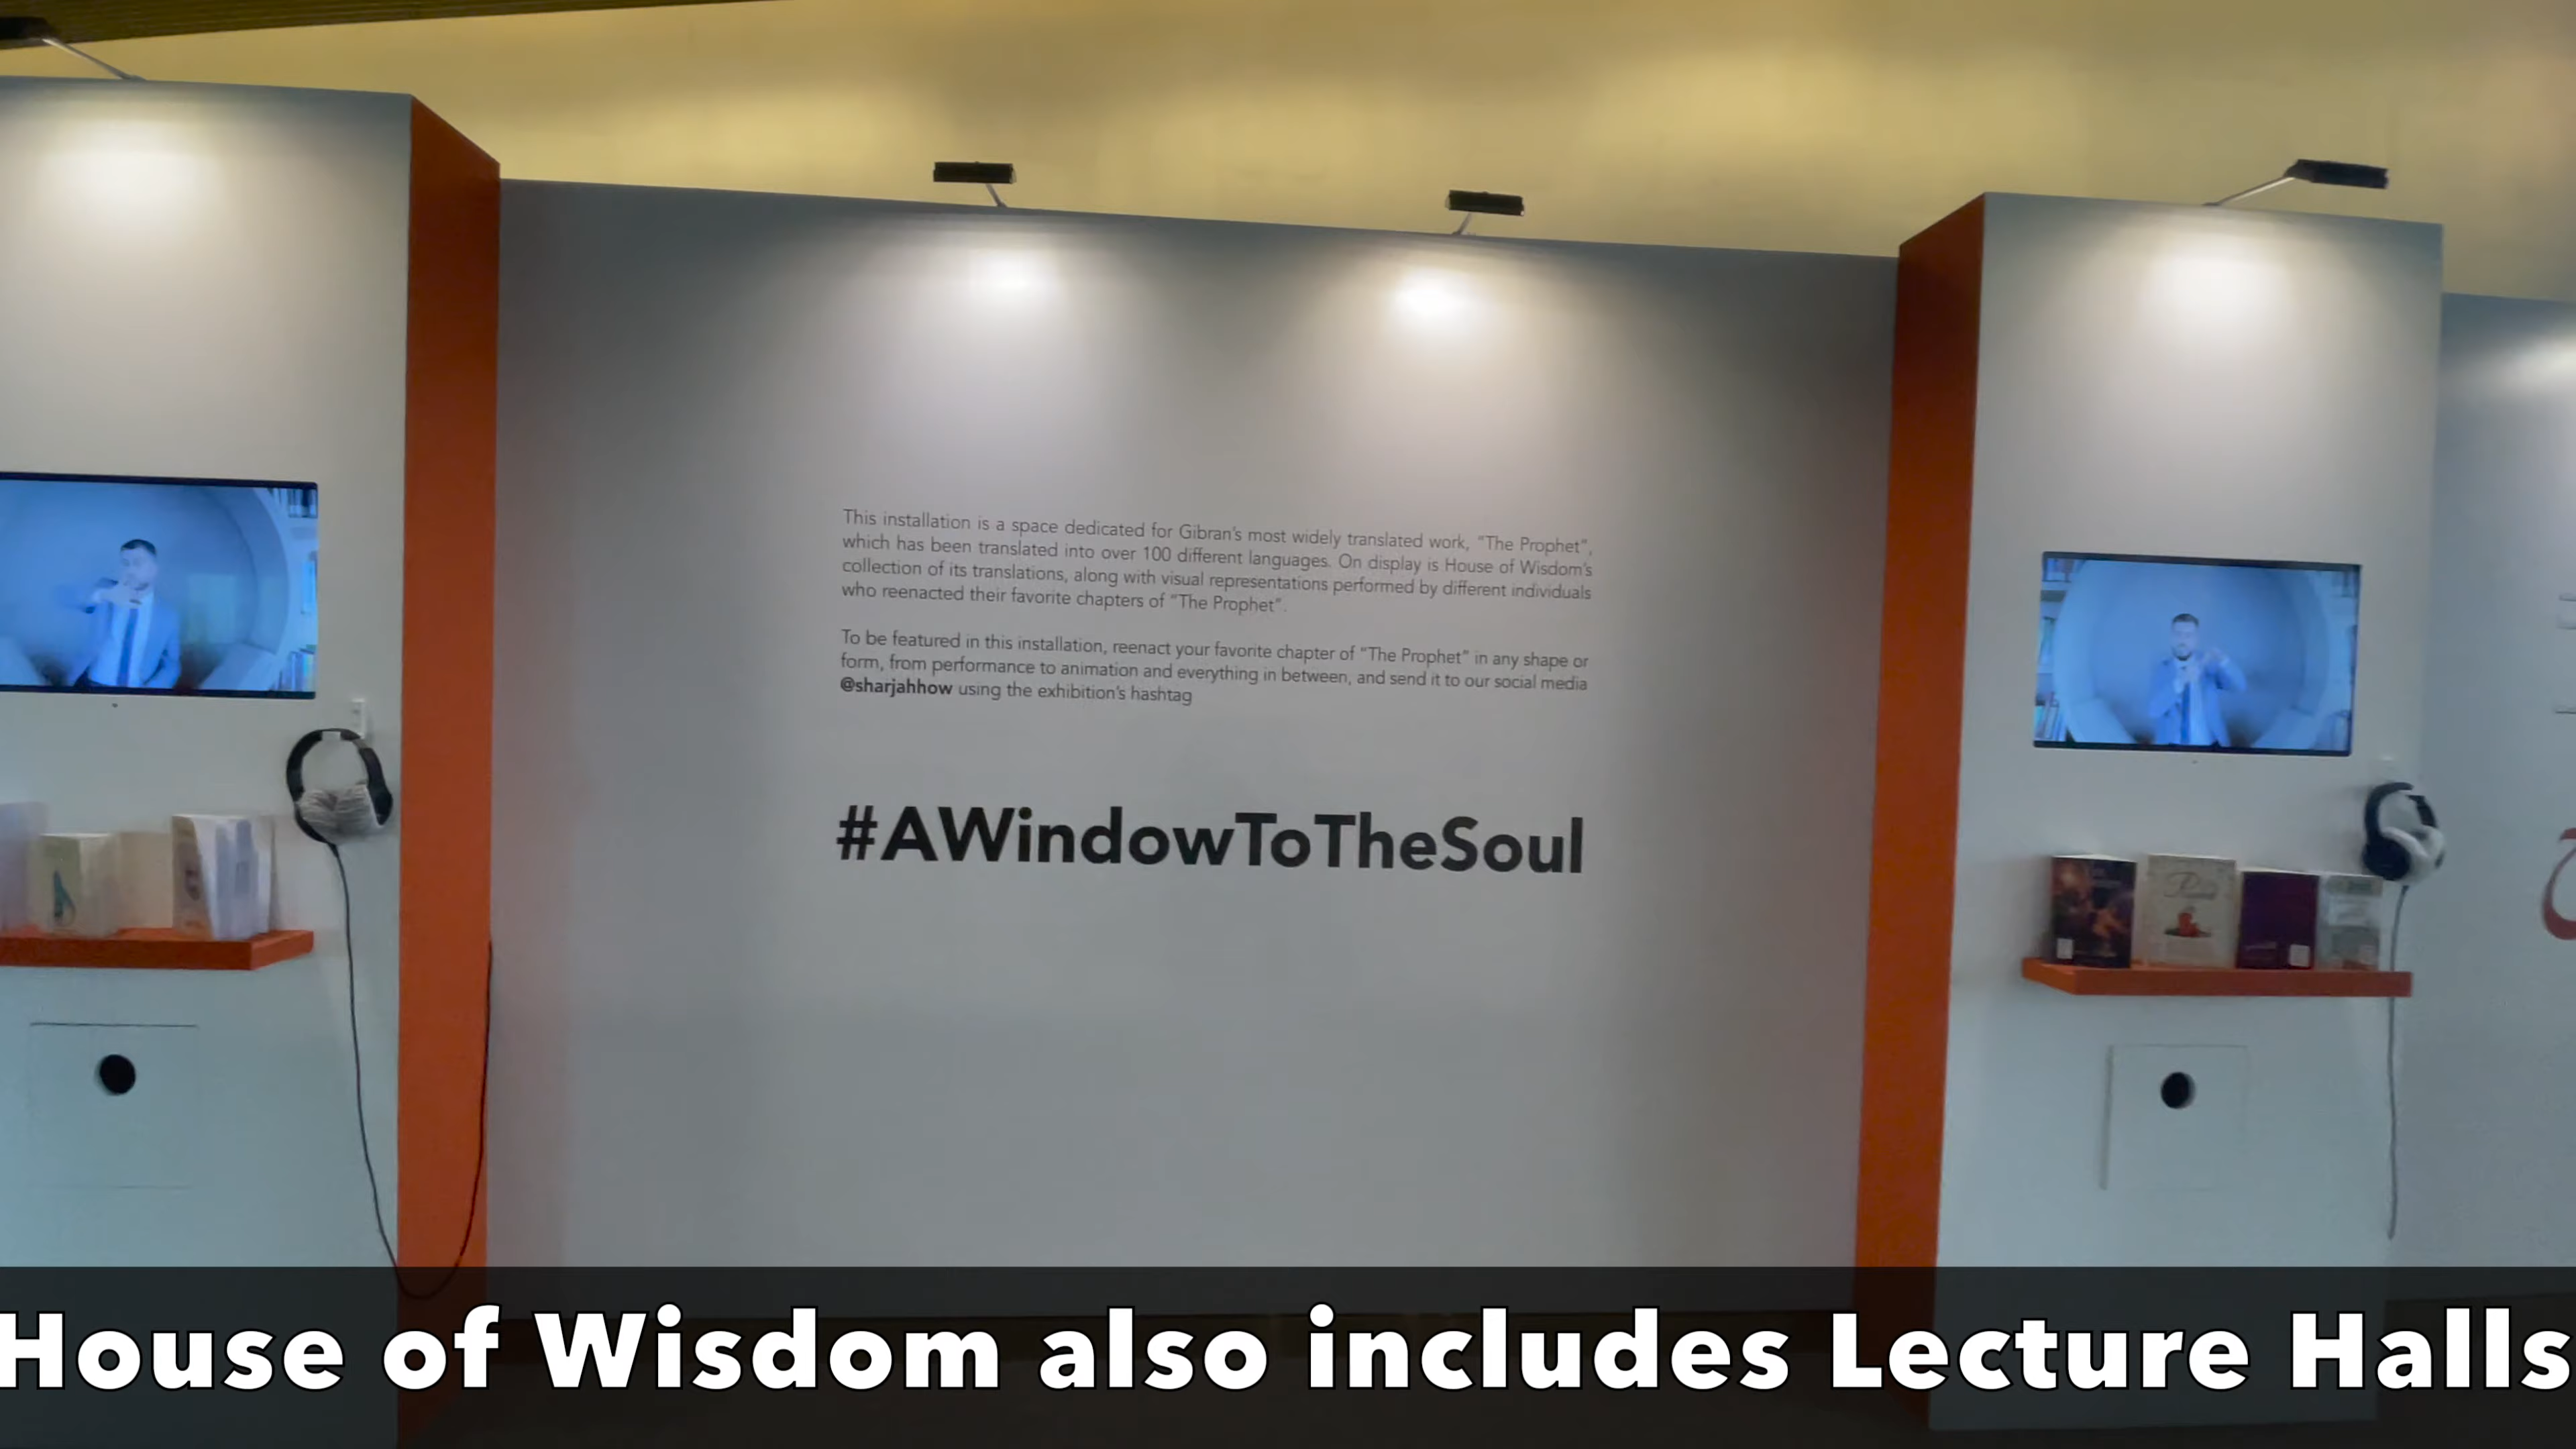 This installation is a space dedicated for Gibran's most widely translated work, "The Prophet",
which has been translated into over 100 different languages. On display is House of Wisdom's
collection of its translations, along with visual representations performed by different individuals
who reenacted their favorite chapters of "The Prophet".
To be featured in this installation, reenact your favorite chapter of "The Prophet" in any shape or
form, from performance to animation and everything in between, and send it to our social media
@sharjahhow using the exhibition's hashtag
#AWindowToTheSoul
House of Wisdom also includes Lecture Halls